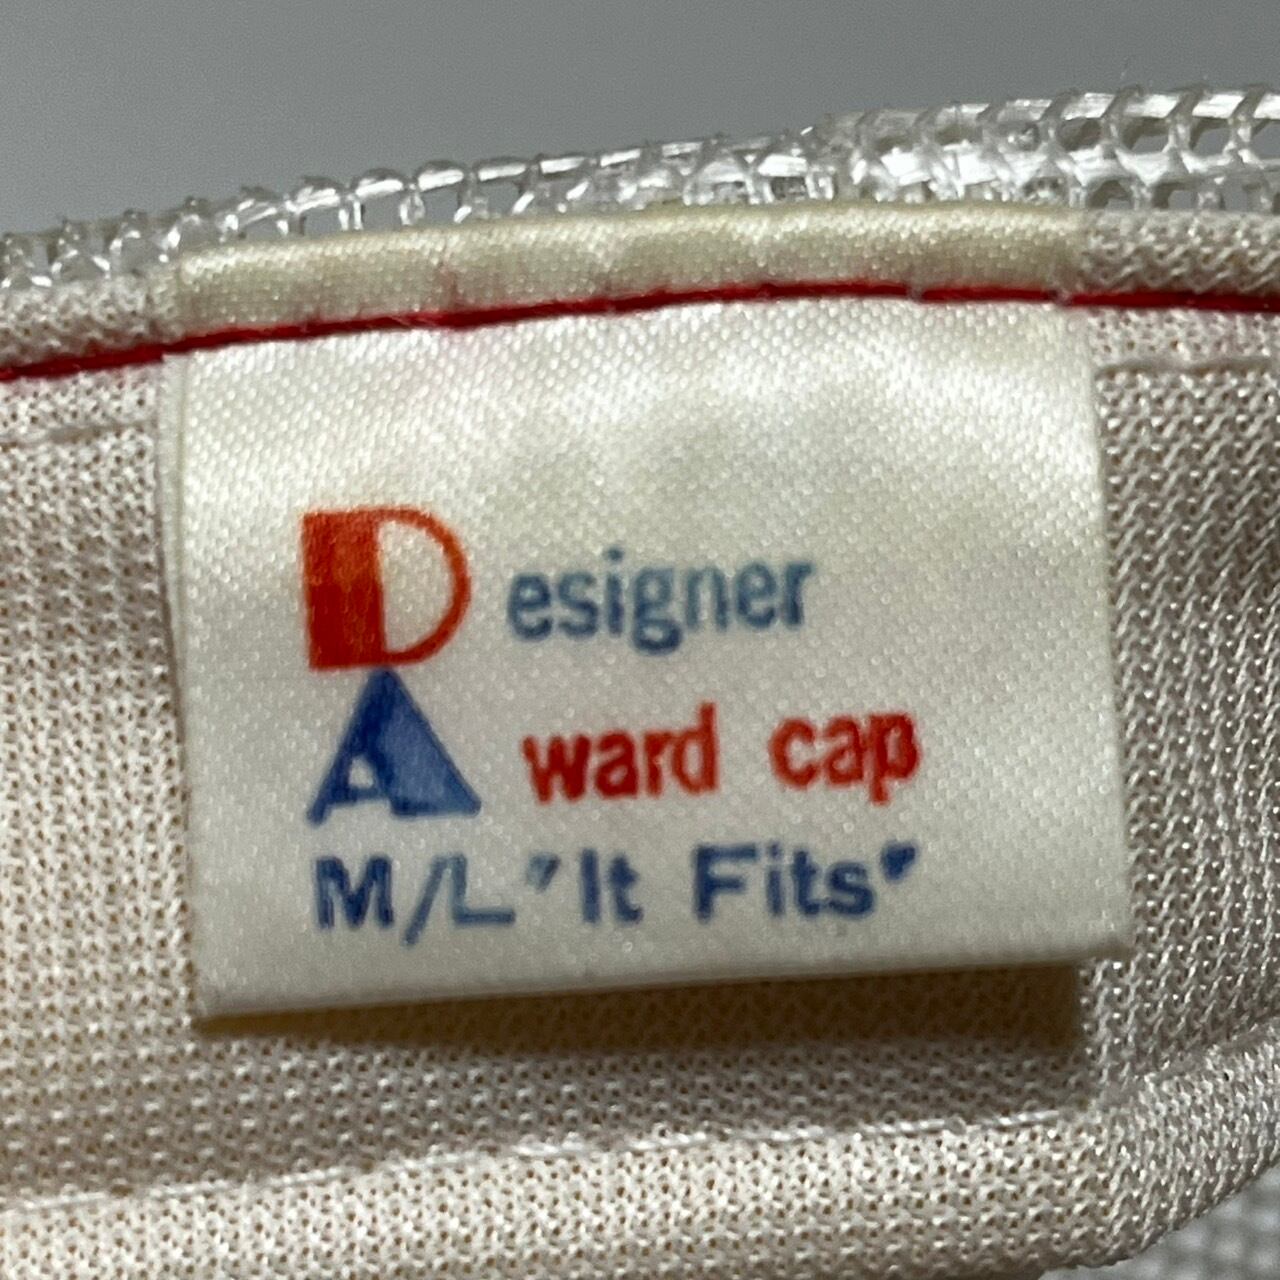 Designer
Award cap
M/L "It Fits"